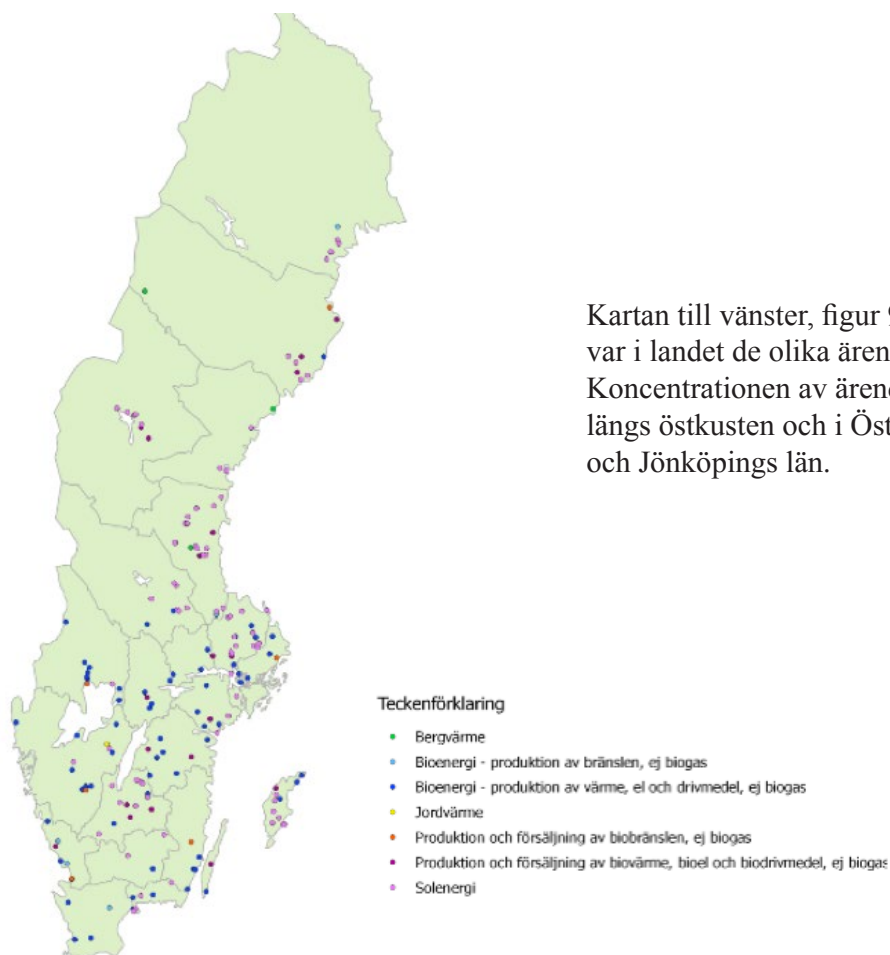 Kartan till vänster, figur
var i landet de olika ären
Koncentrationen av ären
längs östkusten och i Öst
och Jönköpings län.
Teckenförklaring
Bergvärme
Bioenergi - produktion av bränslen, ej biogas
Bioenergi - produktion av värme, el och drivmedel, ej biogas
Jordvärme
Produktion och försäljning av biobränslen, ej biogas
Produktion och försäljning av biovärme, bioel och biodrivmedel, ej biogas
Solenergi